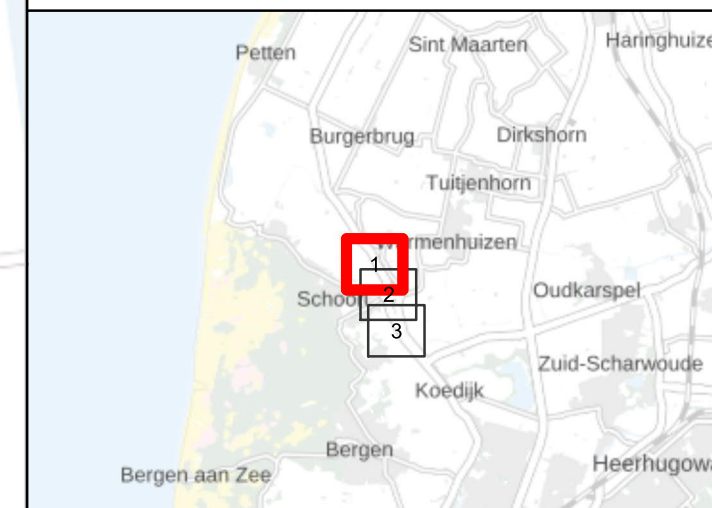 Petten
Sint Maarten
Haringhuize
Burgerbrug
Dirkshorn
Tuitjenhorn
Warmenhuizen
1
Schoor
2
Oudkarspel
3
Zuid-Scharwoude
Koedijk
Bergen
Heerhugowa
Bergen aan Zee